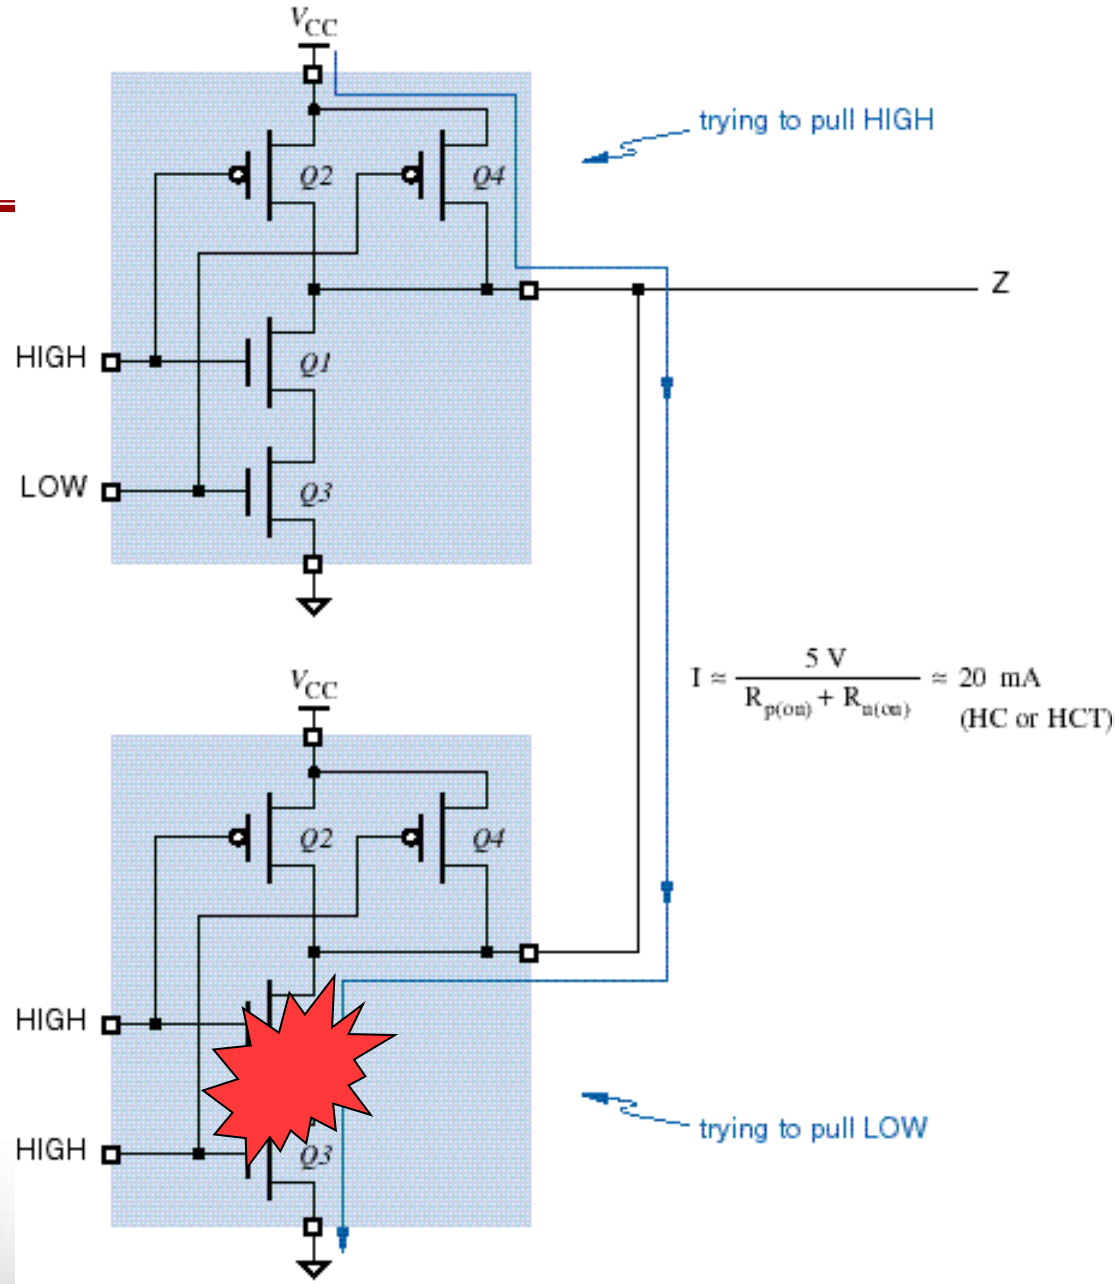 VCC
trying to pull HIGH
Q2
Q4
Z
HIGH
Q1
LOW
Q3
VCC
I ≈ 5 V / Rp(on) + Rn(on) ≈ 20 mA
(HC or HCT)
Q2
Q4
HIGH
trying to pull LOW
HIGH
Q3